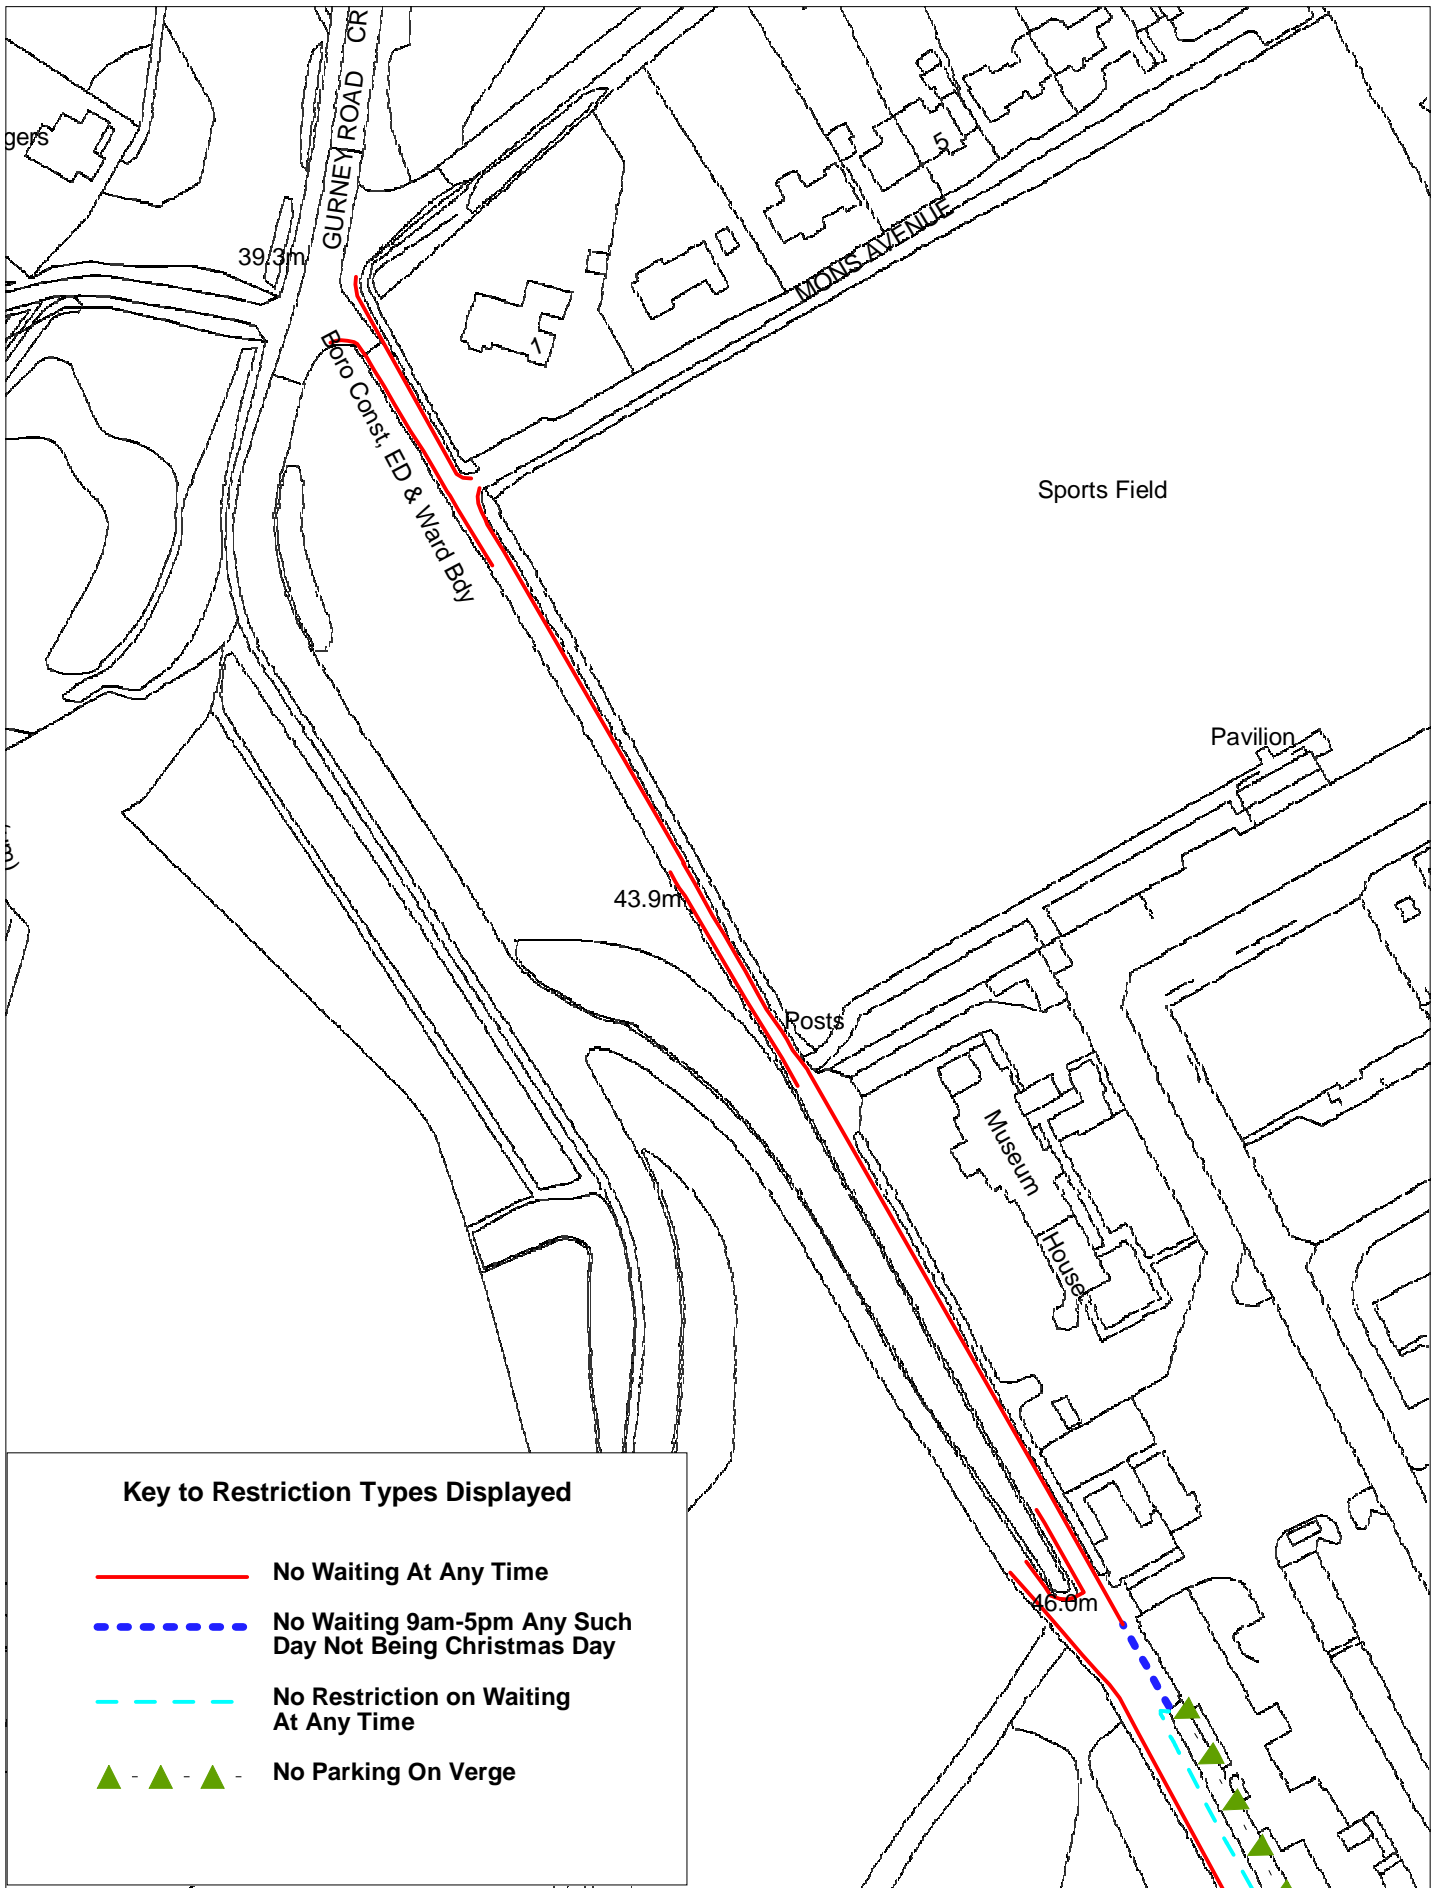 GURNEY ROAD CR
gers
5
39.3m
MONS AVENUE
1
Boro Const, ED & Ward Bdy
Sports Field
Pavilion
43.9m
Posts
Museum
House
46.0m
Key to Restriction Types Displayed
No Waiting At Any Time
No Waiting 9am-5pm Any Such
Day Not Being Christmas Day
No Restriction on Waiting
At Any Time
No Parking On Verge